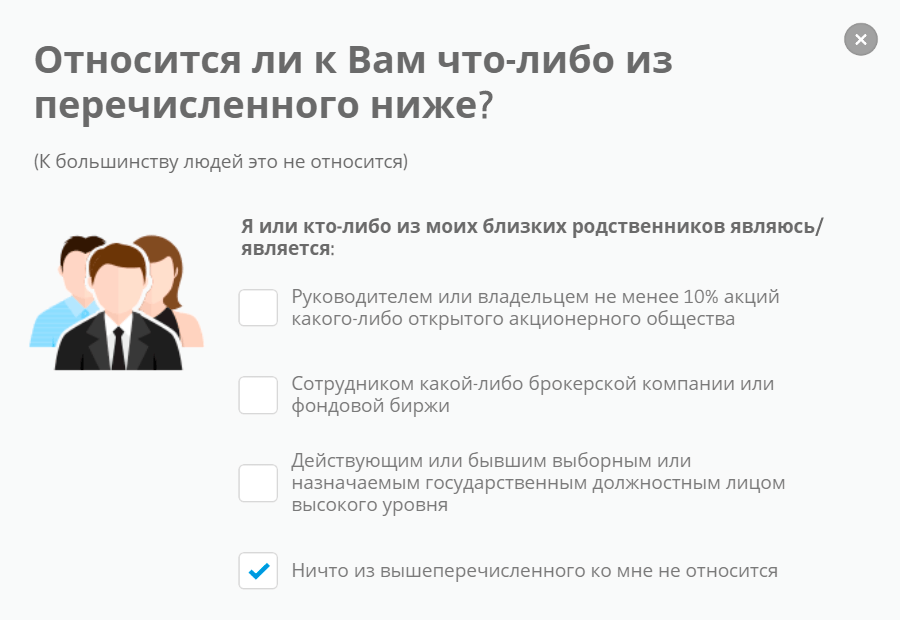 Относится ли к Вам что-либо из
перечисленного ниже?
(К большинству людей это не относится)
Я или кто-либо из моих близких родственников являюсь/
является:
Руководителем или владельцем не менее 10% акций
какого-либо открытого акционерного общества
Сотрудником какой-либо брокерской компании или
фондовой биржи
Действующим или бывшим выборным или
назначаемым государственным должностным лицом
высокого уровня
Ничто из вышеперечисленного ко мне не относится